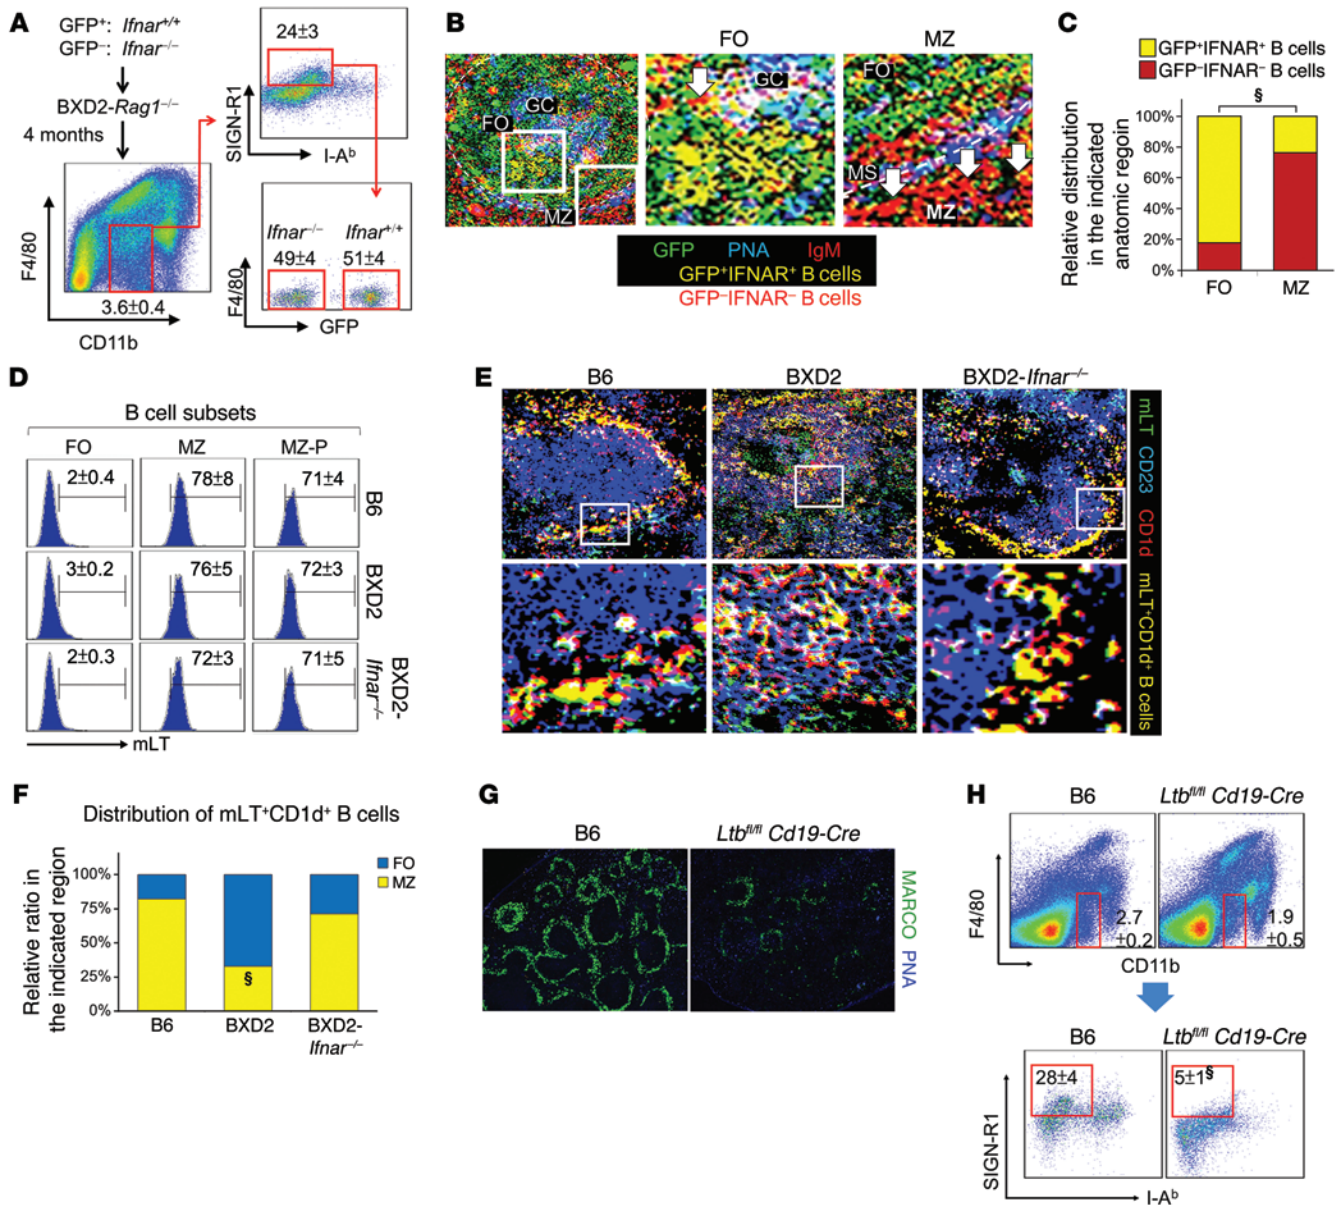 A
GFP⁺: Ifnar⁺/⁺
GFP⁻: Ifnar⁻/⁻
BXD2-Rag1⁻/⁻
4 months
F4/80
3.6±0.4
CD11b
24±3
SIGN-R1
I-Aᵇ
Ifnar⁻/⁻ Ifnar⁺/⁺
49±4 51±4
F4/80
GFP
B
FO MZ
GC
FO
MZ
GC
FO
MS
MZ
GFP PNA IgM
GFP⁺IFNAR⁺ B cells
GFP⁻IFNAR⁻ B cells
C
GFP⁺IFNAR⁺ B cells
GFP⁻IFNAR⁻ B cells
Relative distribution
in the indicated
anatomic regoin
§
100%
80%
60%
40%
20%
0%
FO MZ
D
B cell subsets
FO MZ MZ-P
2±0.4 78±8 71±4
B6
3±0.2 76±5 72±3
BXD2
2±0.3 72±3 71±5
BXD2-
Ifnar⁻/⁻
mLT
E
B6 BXD2 BXD2-Ifnar⁻/⁻
mLT CD23 CD1d mLT⁺CD1d⁺ B cells
F
Distribution of mLT⁺CD1d⁺ B cells
Relative ratio in
the indicated region
100%
75%
50%
25%
0%
§
FO
MZ
B6 BXD2 BXD2-
Ifnar⁻/⁻
G
B6 Ltbfl/fl Cd19-Cre
MARCO PNA
H
B6 Ltbfl/fl Cd19-Cre
F4/80
2.7
±0.2
1.9
±0.5
CD11b
B6 Ltbfl/fl Cd19-Cre
28±4 5±1§
SIGN-R1
I-Aᵇ